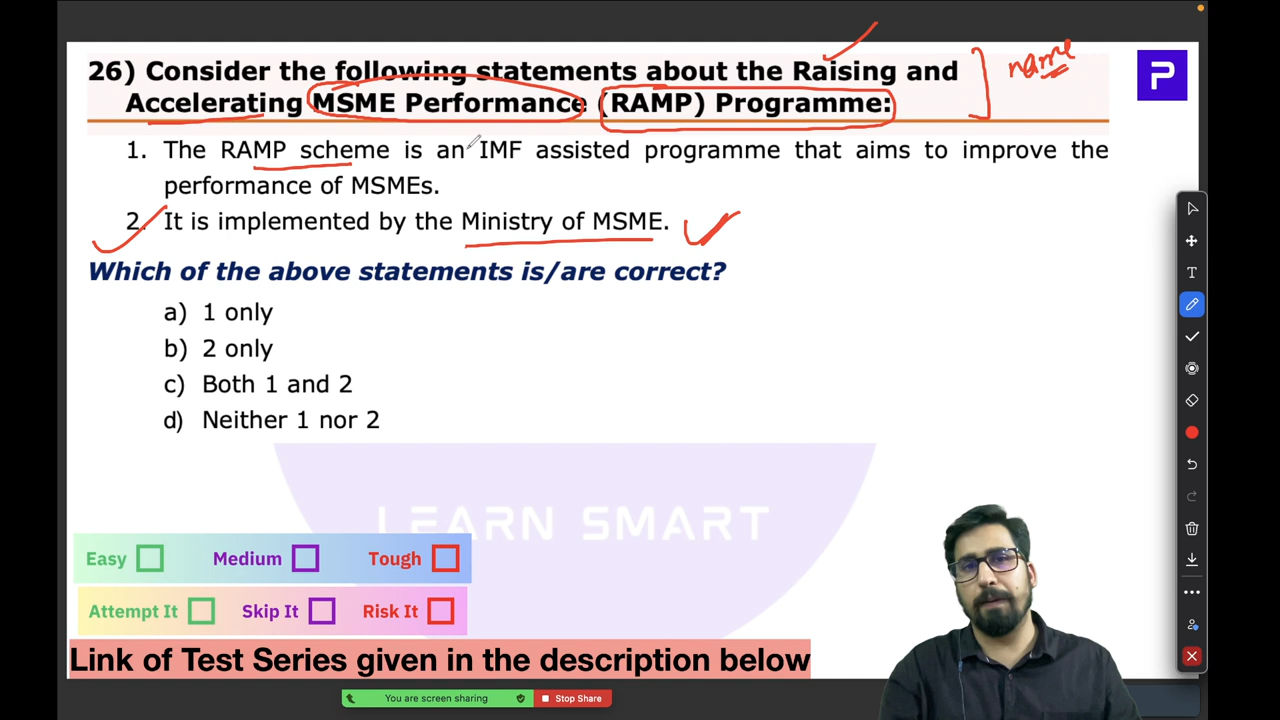 26) Consider the following statements about the Raising and
Accelerating MSME Performance (RAMP) Programme:
name
P
1. The RAMP scheme is an IMF assisted programme that aims to improve the
performance of MSMEs.
2. It is implemented by the Ministry of MSME.
Which of the above statements is/are correct?
a) 1 only
b) 2 only
c) Both 1 and 2
d) Neither 1 nor 2
LEARN SMART
Easy Medium Tough
Attempt It Skip It Risk It
Link of Test Series given in the description below
You are screen sharing Stop Share
T